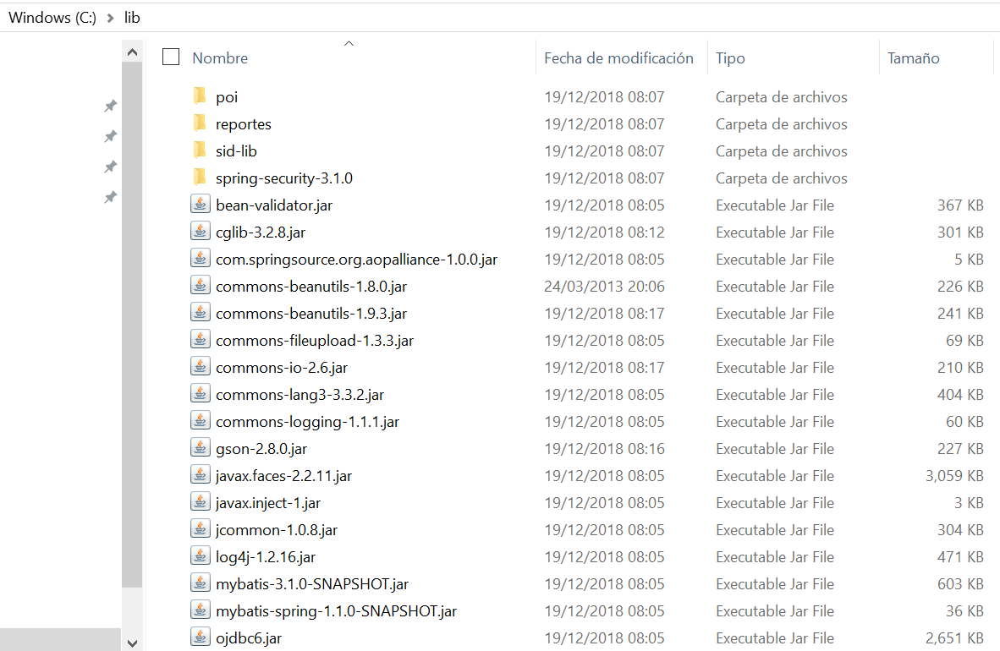 Windows (C:) > lib
Nombre Fecha de modificación Tipo Tamaño
poi 19/12/2018 08:07 Carpeta de archivos
reportes 19/12/2018 08:07 Carpeta de archivos
sid-lib 19/12/2018 08:07 Carpeta de archivos
spring-security-3.1.0 19/12/2018 08:07 Carpeta de archivos
bean-validator.jar 19/12/2018 08:05 Executable Jar File 367 KB
cglib-3.2.8.jar 19/12/2018 08:12 Executable Jar File 301 KB
com.springsource.org.aopalliance-1.0.0.jar 19/12/2018 08:05 Executable Jar File 5 KB
commons-beanutils-1.8.0.jar 24/03/2013 20:06 Executable Jar File 226 KB
commons-beanutils-1.9.3.jar 19/12/2018 08:17 Executable Jar File 241 KB
commons-fileupload-1.3.3.jar 19/12/2018 08:05 Executable Jar File 69 KB
commons-io-2.6.jar 19/12/2018 08:17 Executable Jar File 210 KB
commons-lang3-3.3.2.jar 19/12/2018 08:05 Executable Jar File 404 KB
commons-logging-1.1.1.jar 19/12/2018 08:05 Executable Jar File 60 KB
gson-2.8.0.jar 19/12/2018 08:16 Executable Jar File 227 KB
javax.faces-2.2.11.jar 19/12/2018 08:05 Executable Jar File 3,059 KB
javax.inject-1.jar 19/12/2018 08:05 Executable Jar File 3 KB
jcommon-1.0.8.jar 19/12/2018 08:05 Executable Jar File 304 KB
log4j-1.2.16.jar 19/12/2018 08:05 Executable Jar File 471 KB
mybatis-3.1.0-SNAPSHOT.jar 19/12/2018 08:05 Executable Jar File 603 KB
mybatis-spring-1.1.0-SNAPSHOT.jar 19/12/2018 08:05 Executable Jar File 36 KB
ojdbc6.jar 19/12/2018 08:05 Executable Jar File 2,651 KB